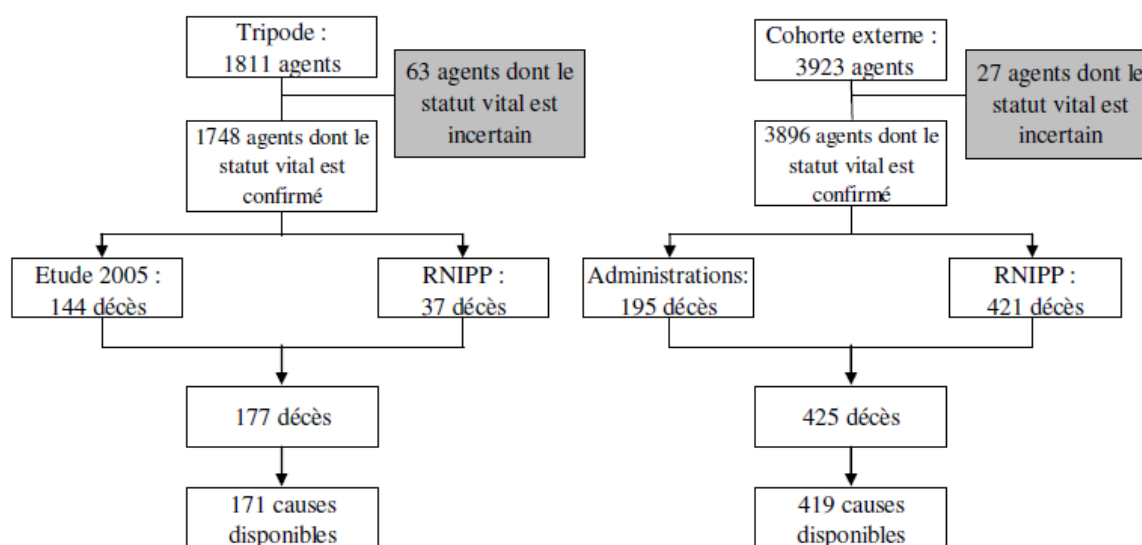 Tripode :
1811 agents
63 agents dont le
statut vital est
incertain
1748 agents dont le
statut vital est
confirmé
Etude 2005 :
144 décès
RNIPP :
37 décès
177 décès
171 causes
disponibles
Cohorte externe :
3923 agents
27 agents dont le
statut vital est
incertain
3896 agents dont le
statut vital est
confirmé
Administrations:
195 décès
RNIPP :
421 décès
425 décès
419 causes
disponibles